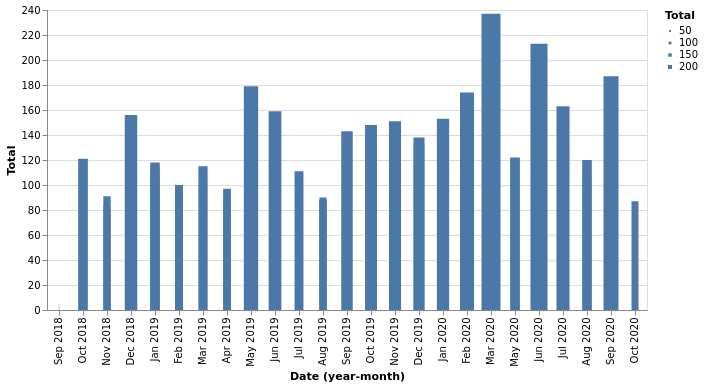 Total
50
100
150
200
240
220
200
180
160
140
120
100
80
60
40
20
0
Total
Sep 2018
Oct 2018
Nov 2018
Dec 2018
Jan 2019
Feb 2019
Mar 2019
Apr 2019
May 2019
Jun 2019
Jul 2019
Aug 2019
Sep 2019
Oct 2019
Nov 2019
Dec 2019
Jan 2020
Feb 2020
Mar 2020
May 2020
Jun 2020
Jul 2020
Aug 2020
Sep 2020
Oct 2020
Date (year-month)